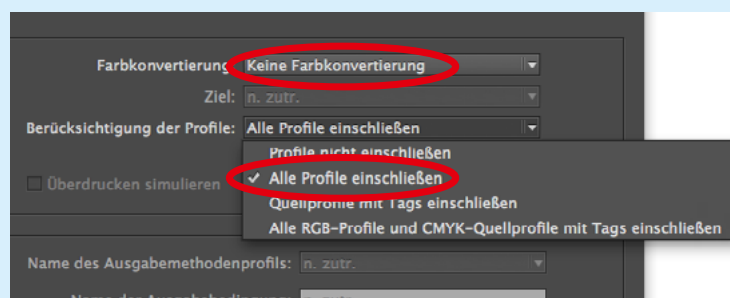 Farbkonvertierung: Keine Farbkonvertierung
Ziel: n. zutr.
Berücksichtigung der Profile: Alle Profile einschließen
Profile nicht einschließen
Überdrucken simulieren ✓ Alle Profile einschließen
Quellprofile mit Tags einschließen
Alle RGB-Profile und CMYK-Quellprofile mit Tags einschließen
Name des Ausgabemethodenprofils: n. zutr.